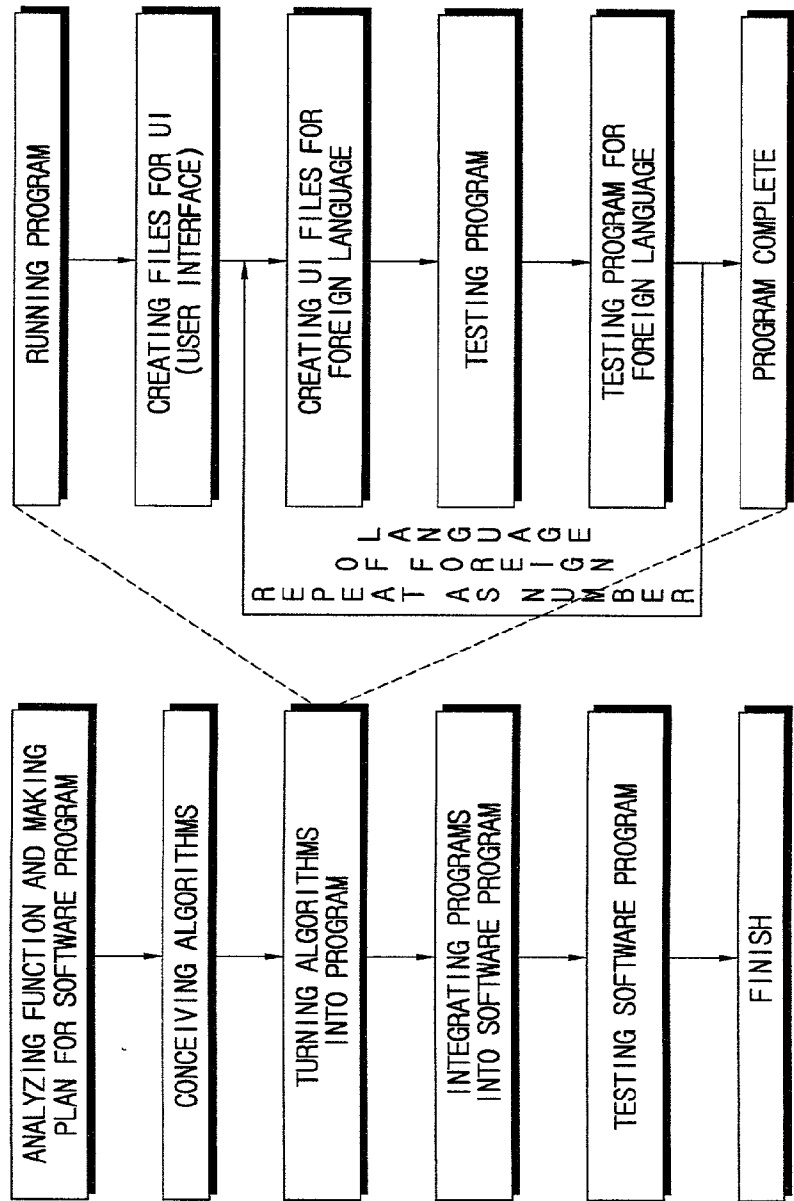 ANALYZING FUNCTION AND MAKING
PLAN FOR SOFTWARE PROGRAM
CONCEIVING ALGORITHMS
TURNING ALGORITHMS
INTO PROGRAM
INTEGRATING PROGRAMS
INTO SOFTWARE PROGRAM
TESTING SOFTWARE PROGRAM
FINISH
REPEAT AS NUMBER
OF FOREIGN
LANGUAGE
RUNNING PROGRAM
CREATING FILES FOR UI
(USER INTERFACE)
CREATING UI FILES FOR
FOREIGN LANGUAGE
TESTING PROGRAM
TESTING PROGRAM FOR
FOREIGN LANGUAGE
PROGRAM COMPLETE